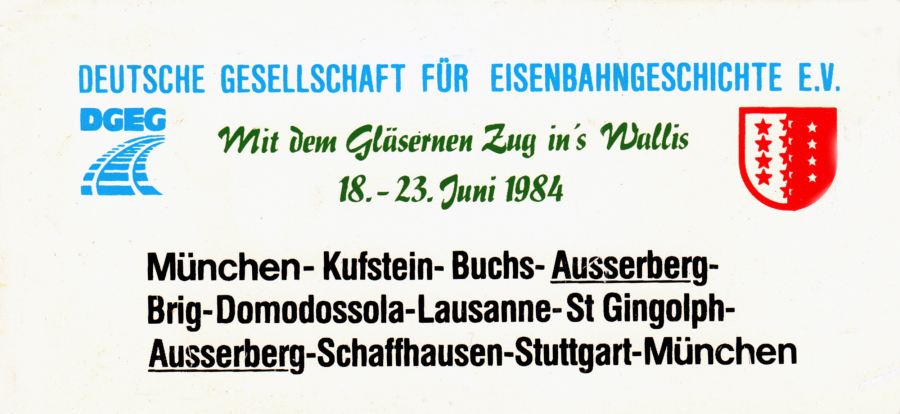 DEUTSCHE GESELLSCHAFT FÜR EISENBAHNGESCHICHTE E.V.
DGEG
Mit dem Gläsernen Zug in's Wallis
18. - 23. Juni 1984
München- Kufstein- Buchs- Ausserberg-
Brig-Domodossola-Lausanne-St Gingolph-
Ausserberg-Schaffhausen-Stuttgart-München